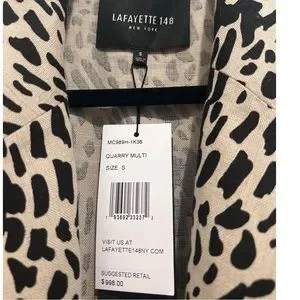 LAFAYETTE 148
NEW YORK
S
MC989H-1K36
QUARRY MULTI
SIZE S
VISIT US AT
LAFAYETTE148NY.COM
SUGGESTED RETAIL
$ 998.00